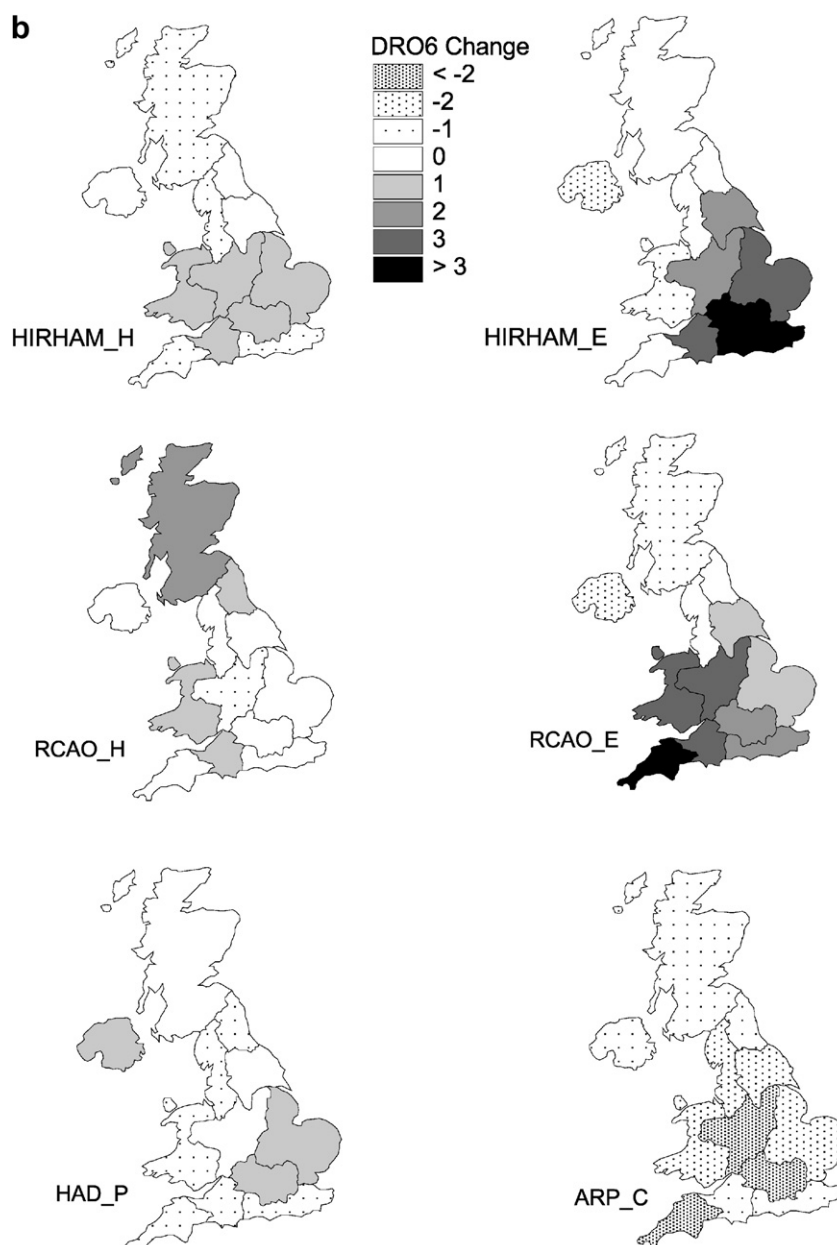 b
DRO6 Change
< -2
-2
-1
0
1
2
3
> 3
HIRHAM_H
HIRHAM_E
RCAO_H
RCAO_E
HAD_P
ARP_C